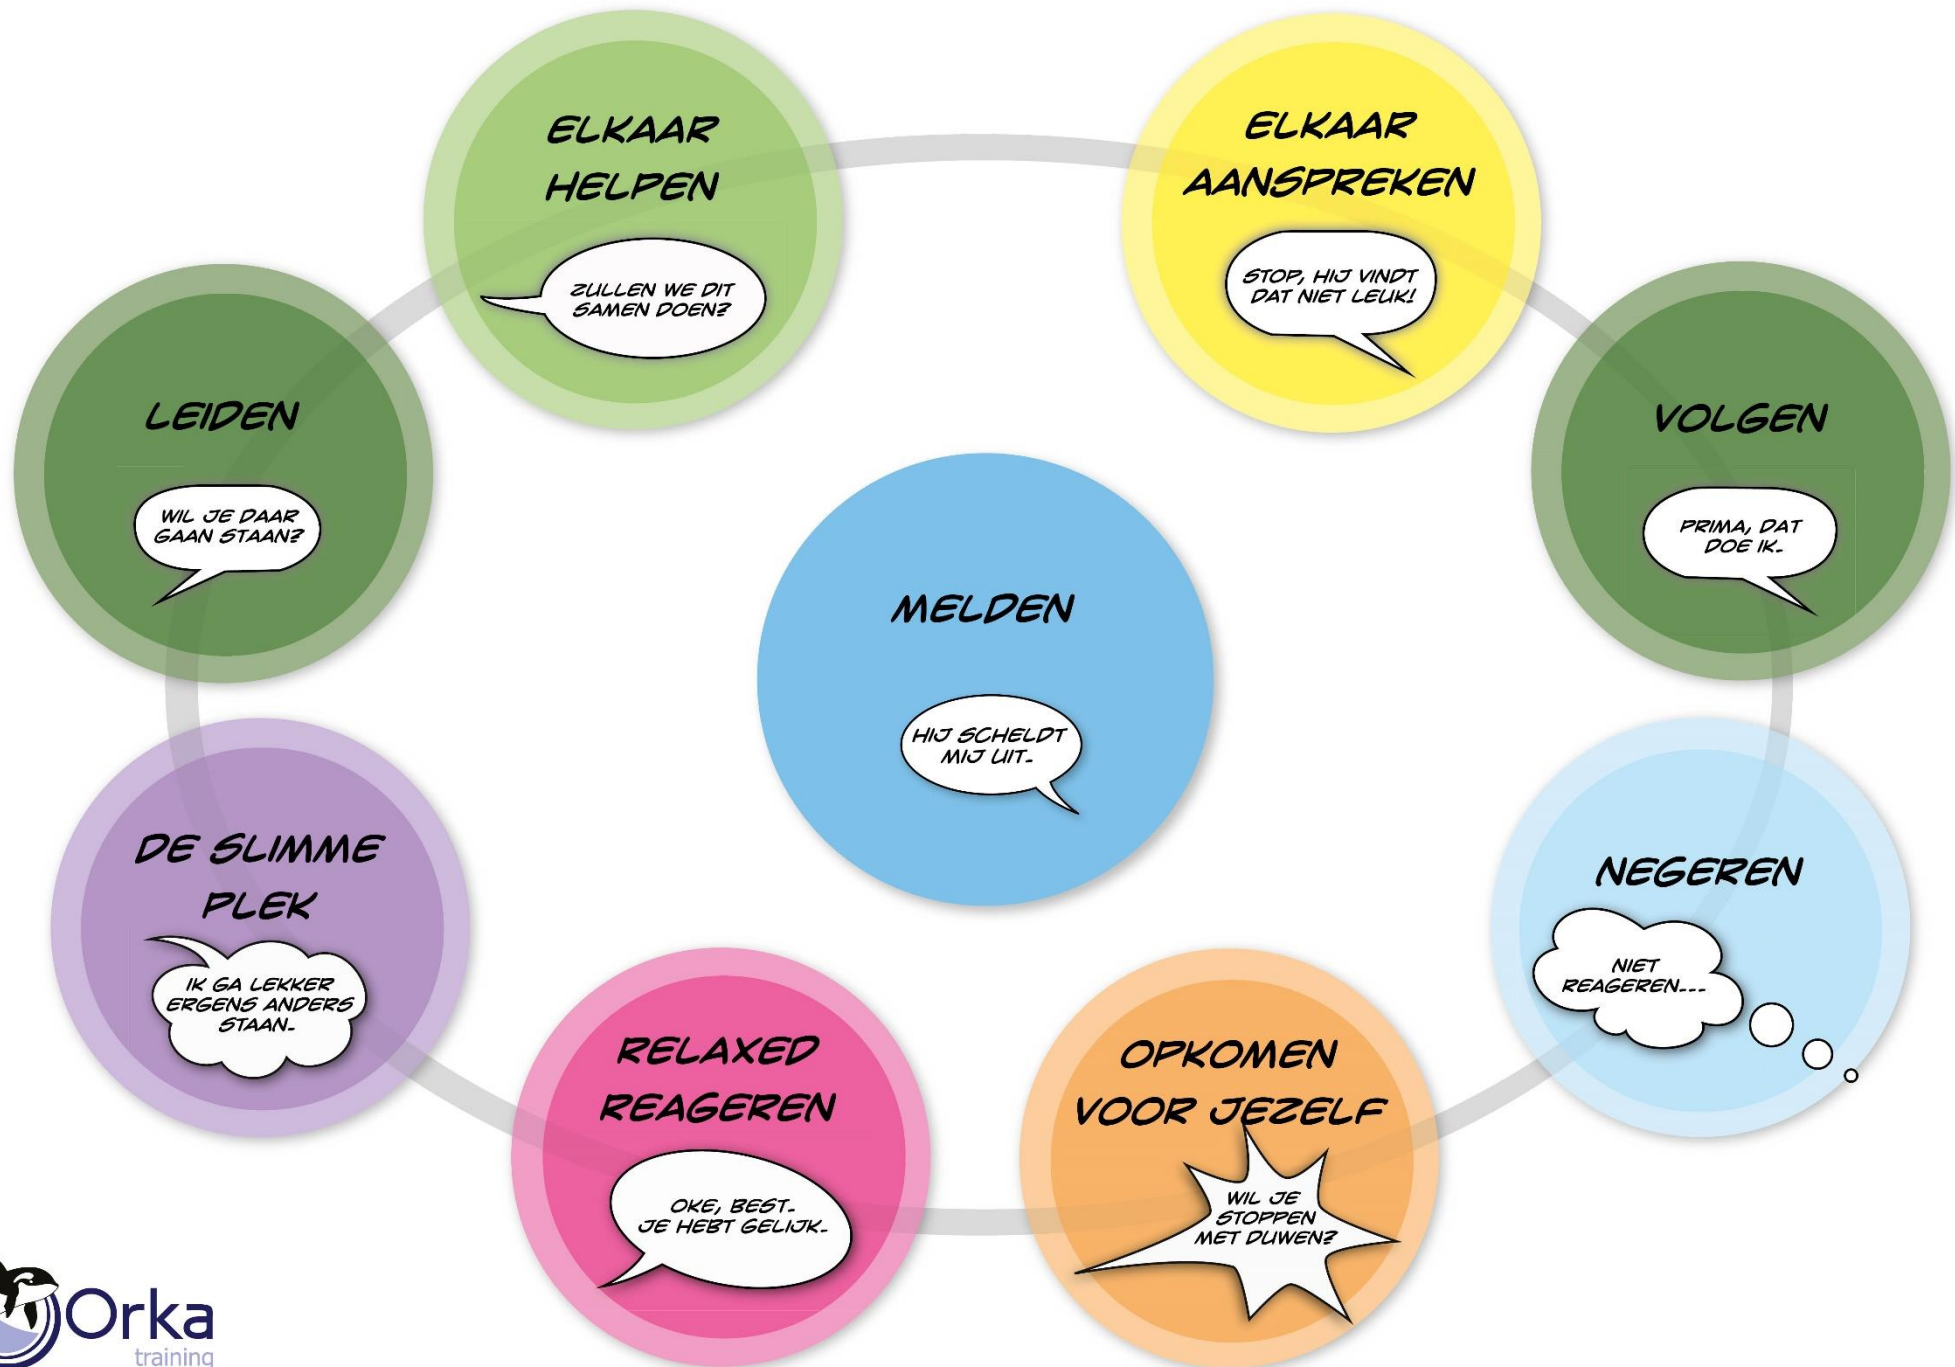 ELKAAR
HELPEN
ZULLEN WE DIT
SAMEN DOEN?
ELKAAR
AANSPREKEN
STOP, HIJ VINDT
DAT NIET LEUK!
LEIDEN
WIL JE DAAR
GAAN STAAN?
VOLGEN
PRIMA, DAT
DOE IK.
MELDEN
HIJ SCHELDT
MIJ UIT.
DE SLIMME
PLEK
IK GA LEKKER
ERGENS ANDERS
STAAN.
NEGEREN
NIET
REAGEREN...
RELAXED
REAGEREN
OKE, BEST.
JE HEBT GELIJK.
OPKOMEN
VOOR JEZELF
WIL JE
STOPPEN
MET DUWEN?
Orka
training